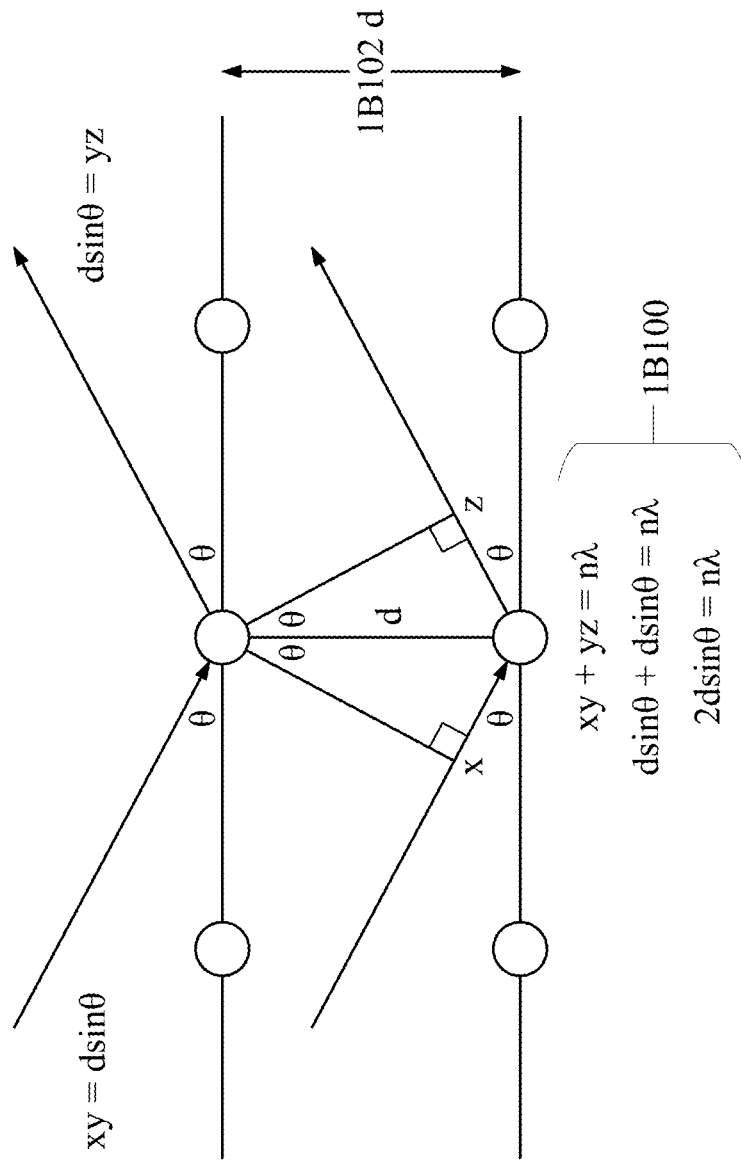 xy = dsinθ
dsinθ = yz
θ
θ
θ
θ
d
1B102 d
x
z
θ
θ
xy + yz = nλ
dsinθ + dsinθ = nλ
2dsinθ = nλ
1B100